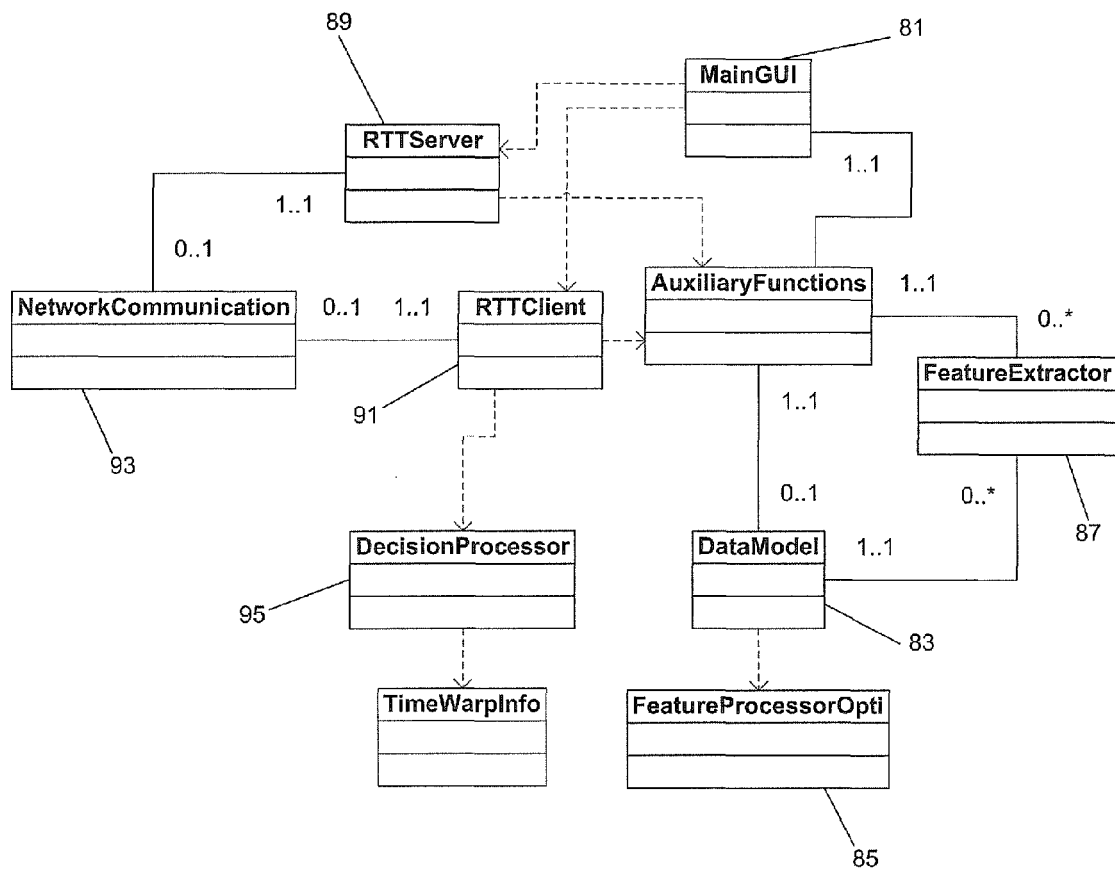 89
81
MainGUI
RTTServer
1..1
1..1
0..1
AuxiliaryFunctions
1..1
NetworkCommunication
0..1
1..1
RTTClient
0..*
FeatureExtractor
91
1..1
93
0..1
0..*
87
DecisionProcessor
DataModel
1..1
95
83
TimeWarpInfo
FeatureProcessorOpti
85